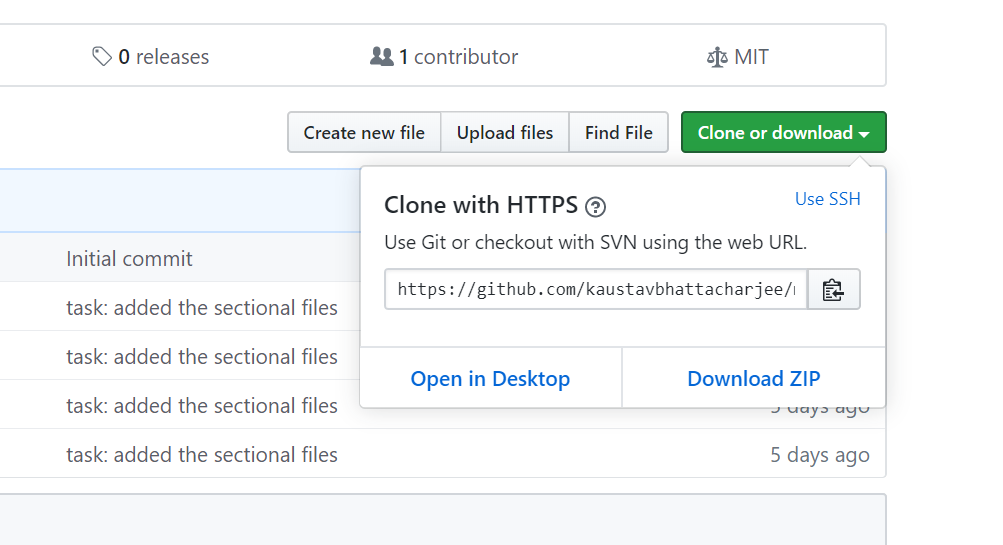 0 releases
1 contributor
MIT
Create new file
Upload files
Find File
Clone or download
Clone with HTTPS
Use SSH
Use Git or checkout with SVN using the web URL.
https://github.com/kaustavbhattacharjee/
Open in Desktop
Download ZIP
Initial commit
task: added the sectional files
task: added the sectional files
task: added the sectional files
5 days ago
task: added the sectional files
5 days ago